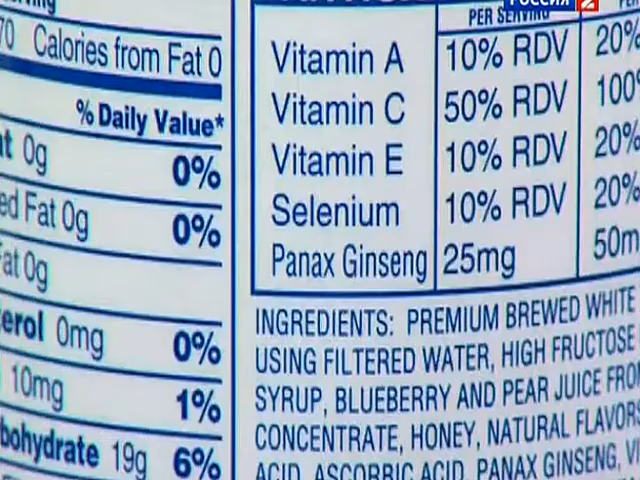 70 Calories from Fat 0
% Daily Value*
0g 0%
Fat 0g 0%
0g
0mg 0%
10mg 1%
19g 6%
РОССИЯ 2
PER SERVING
Vitamin A 10% RDV 20%
Vitamin C 50% RDV 100%
Vitamin E 10% RDV 20%
Selenium 10% RDV 20%
Panax Ginseng 25mg 50m
INGREDIENTS: PREMIUM BREWED WHITE
USING FILTERED WATER, HIGH FRUCTOSE
SYRUP, BLUEBERRY AND PEAR JUICE FROM
CONCENTRATE, HONEY, NATURAL FLAVOR
ACID, ASCORBIC ACID, PANAX GINSENG,